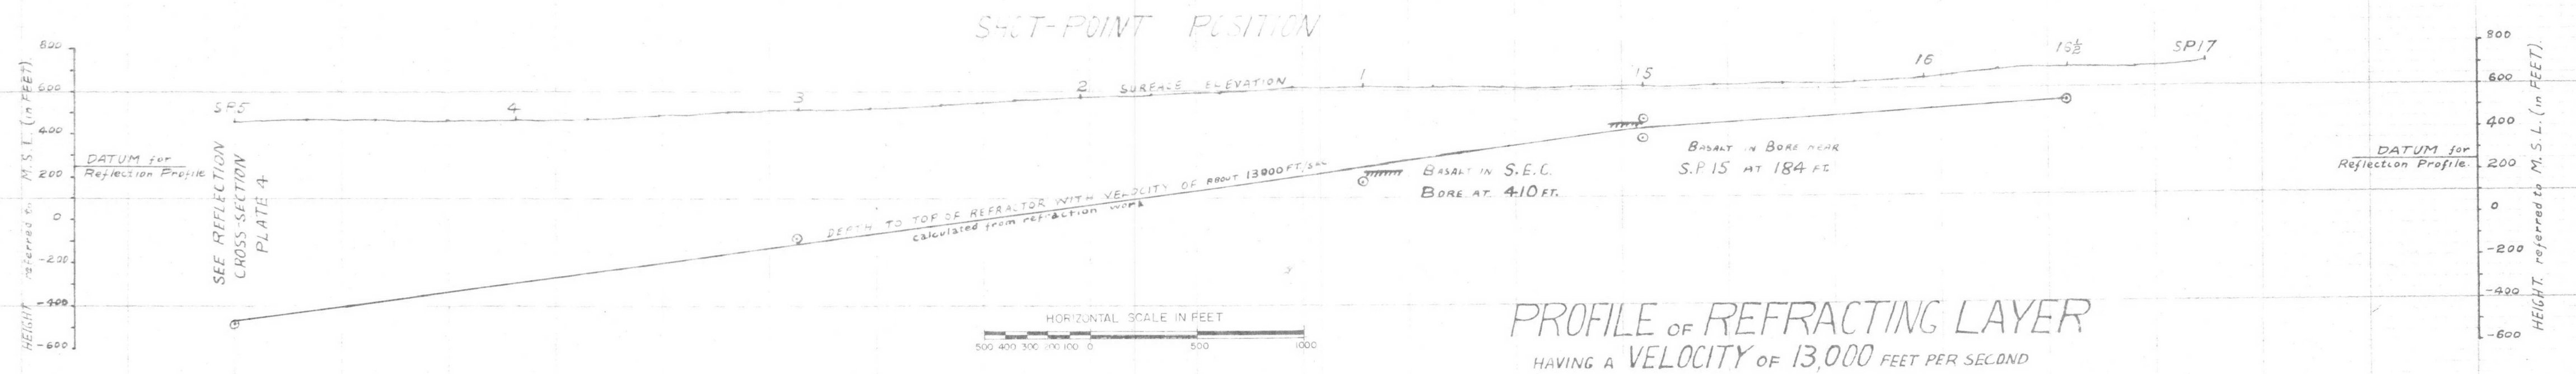 SHOT-POINT POSITION
800
600
400
200
0
-200
-400
-600
HEIGHT referred to M.S.L. (in FEET).
DATUM for
Reflection Profile
SP5
4
3
2
SURFACE ELEVATION
1
15
16
16½
SP17
SEE REFLECTION
CROSS-SECTION
PLATE 4
DEPTH TO TOP OF REFRACTOR WITH VELOCITY OF ABOUT 13000 FT/SEC
calculated from refraction work
BASALT IN S.E.C.
BORE AT 410 FT.
BASALT IN BORE NEAR
S.P 15 AT 184 FT.
DATUM for
Reflection Profile.
800
600
400
200
0
-200
-400
-600
HEIGHT referred to M.S.L. (in FEET).
HORIZONTAL SCALE IN FEET
500 400 300 200 100 0 500 1000
PROFILE OF REFRACTING LAYER
HAVING A VELOCITY OF 13,000 FEET PER SECOND